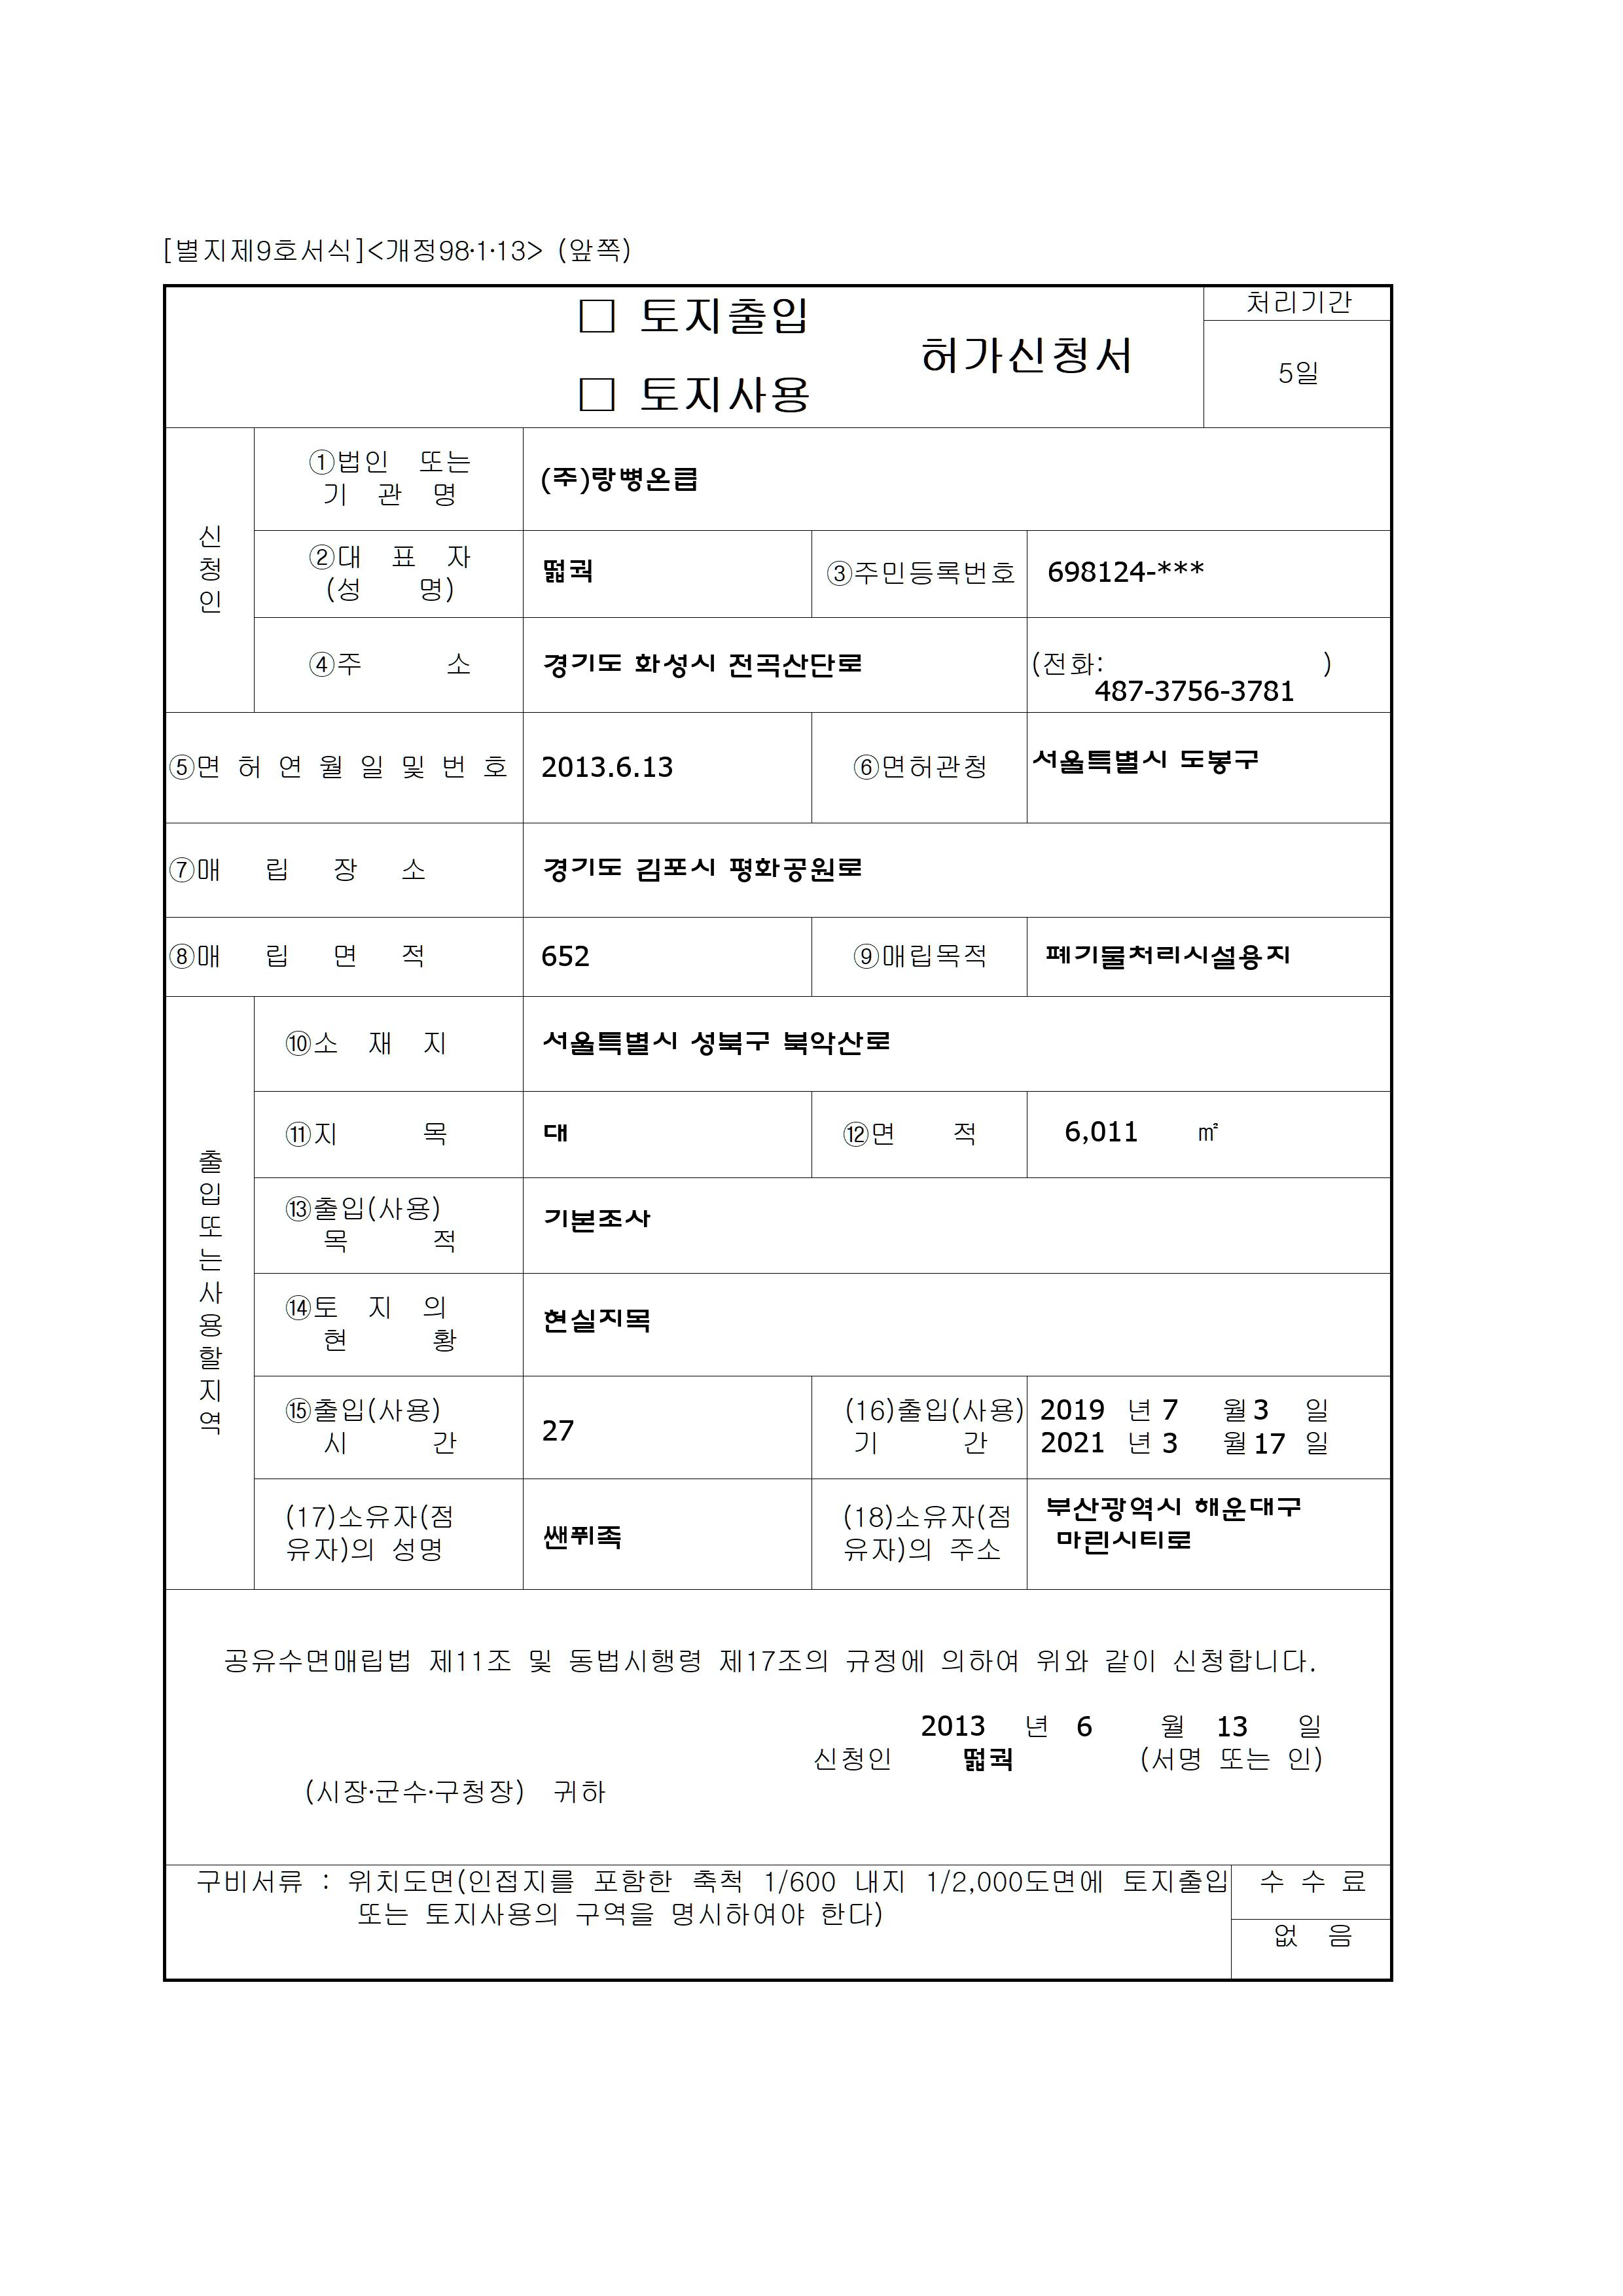 [별지제9호서식]<개정98·1·13> (앞쪽)
□ 토지출입
허가신청서
□ 토지사용
처리기간
5일
신청인
①법인 또는
기 관 명
(주)랑뼝온큽
②대 표 자
(성 명)
떫궉
③주민등록번호
698124-***
④주 소
경기도 화성시 전곡산단로
(전화: )
487-3756-3781
⑤면 허 연 월 일 및 번 호
2013.6.13
⑥면허관청
서울특별시 도봉구
⑦매 립 장 소
경기도 김포시 평화공원로
⑧매 립 면 적
652
⑨매립목적
폐기물처리시설용지
출입또는사용할지역
⑩소 재 지
서울특별시 성북구 북악산로
⑪지 목
대
⑫면 적
6,011 ㎡
⑬출입(사용)
목 적
기본조사
⑭토 지 의
현 황
현실지목
⑮출입(사용)
시 간
27
(16)출입(사용)
기 간
2019 년 7 월 3 일
2021 년 3 월 17 일
(17)소유자(점
유자)의 성명
쌘쀠족
(18)소유자(점
유자)의 주소
부산광역시 해운대구
마린시티로
공유수면매립법 제11조 및 동법시행령 제17조의 규정에 의하여 위와 같이 신청합니다.
2013 년 6 월 13 일
신청인 떫궉 (서명 또는 인)
(시장·군수·구청장) 귀하
구비서류 : 위치도면(인접지를 포함한 축척 1/600 내지 1/2,000도면에 토지출입
또는 토지사용의 구역을 명시하여야 한다)
수 수 료
없 음